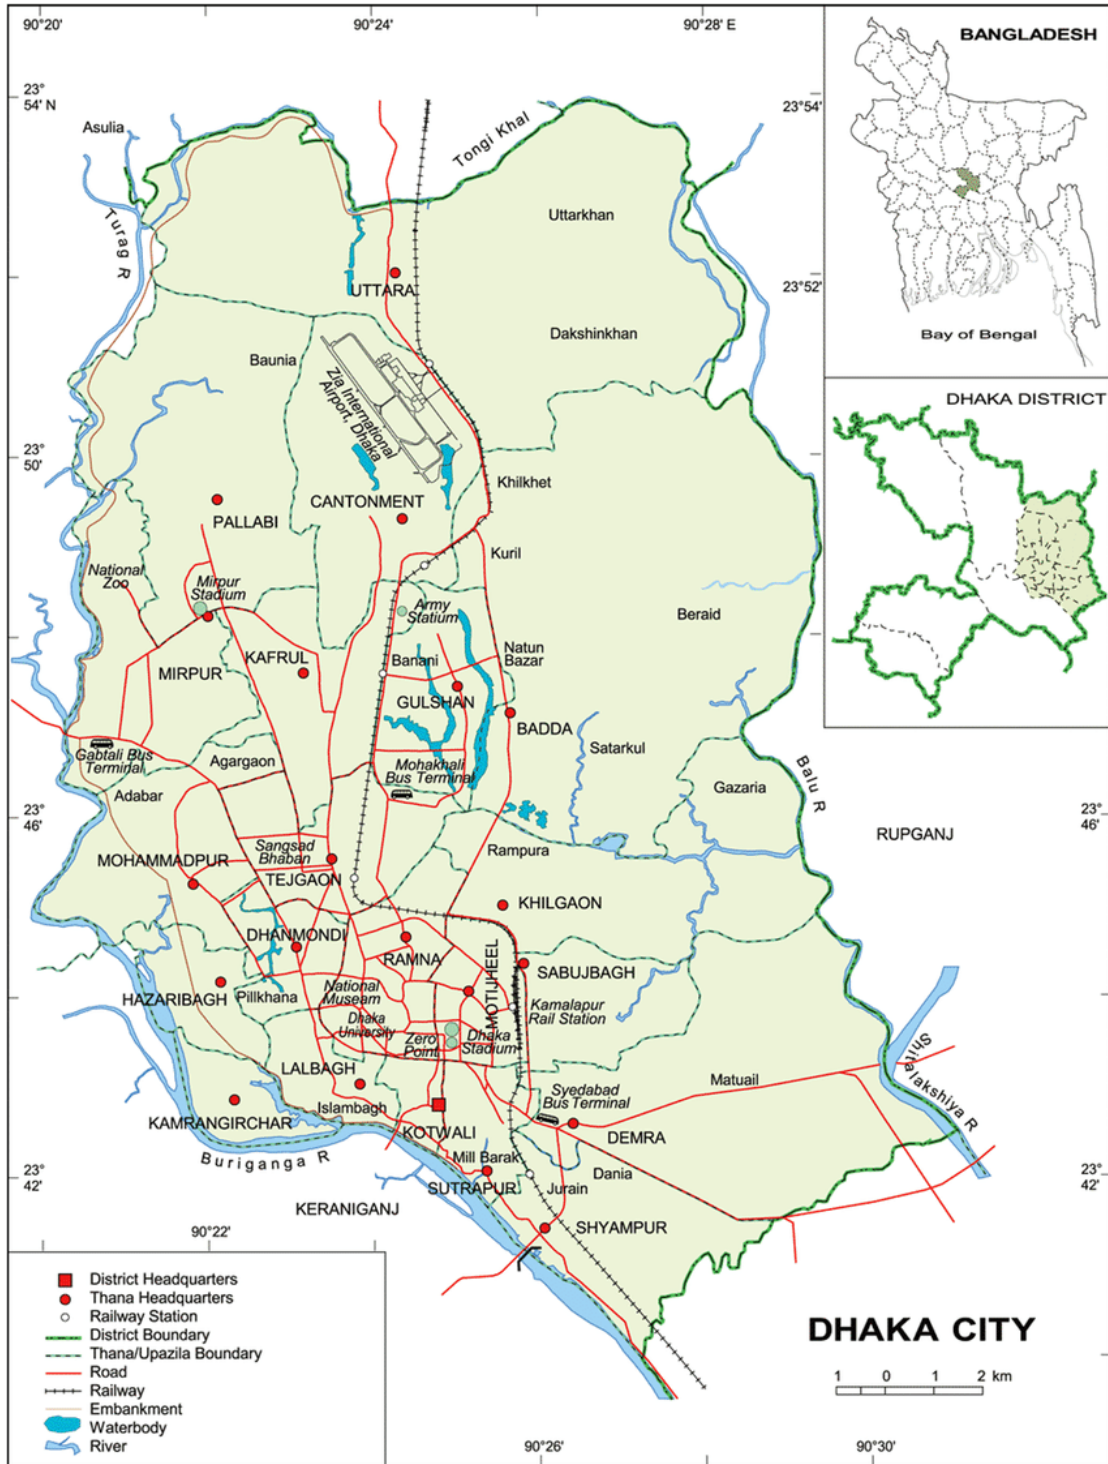 90°20'
90°24'
90°28' E
BANGLADESH
23°
54' N
23°54'
Asulia
Tongi Khal
Turag R
Uttarkhan
UTTARA
23°52'
Dakshinkhan
Bay of Bengal
Baunia
Zia International
Airport, Dhaka
DHAKA DISTRICT
23°
50'
Khilkhet
CANTONMENT
PALLABI
Kuril
National
Zoo
Mirpur
Stadium
Army
Statium
Beraid
Natun
Bazar
KAFRUL
Banani
MIRPUR
GULSHAN
BADDA
Satarkul
Gabtali Bus
Terminal
Agargaon
Mohakhali
Bus Terminal
Balu R
Gazaria
Adabar
23°
46'
23°
46'
RUPGANJ
Sangsad
Bhaban
Rampura
MOHAMMADPUR
TEJGAON
KHILGAON
DHANMONDI
RAMNA
MOTIJHEEL
SABUJBAGH
HAZARIBAGH
Pillkhana
National
Museam
Kamalapur
Rail Station
Dhaka
University
Zero
Point
Dhaka
Stadium
Shitalakshiya R
LALBAGH
Matuail
Syedabad
Bus Terminal
Islambagh
KAMRANGIRCHAR
KOTWALI
DEMRA
Buriganga R
Mill Barak
Dania
23°
42'
23°
42'
SUTRAPUR
Jurain
KERANIGANJ
SHYAMPUR
90°22'
District Headquarters
Thana Headquarters
Railway Station
District Boundary
Thana/Upazila Boundary
Road
Railway
Embankment
Waterbody
River
DHAKA CITY
1 0 1 2 km
90°26'
90°30'